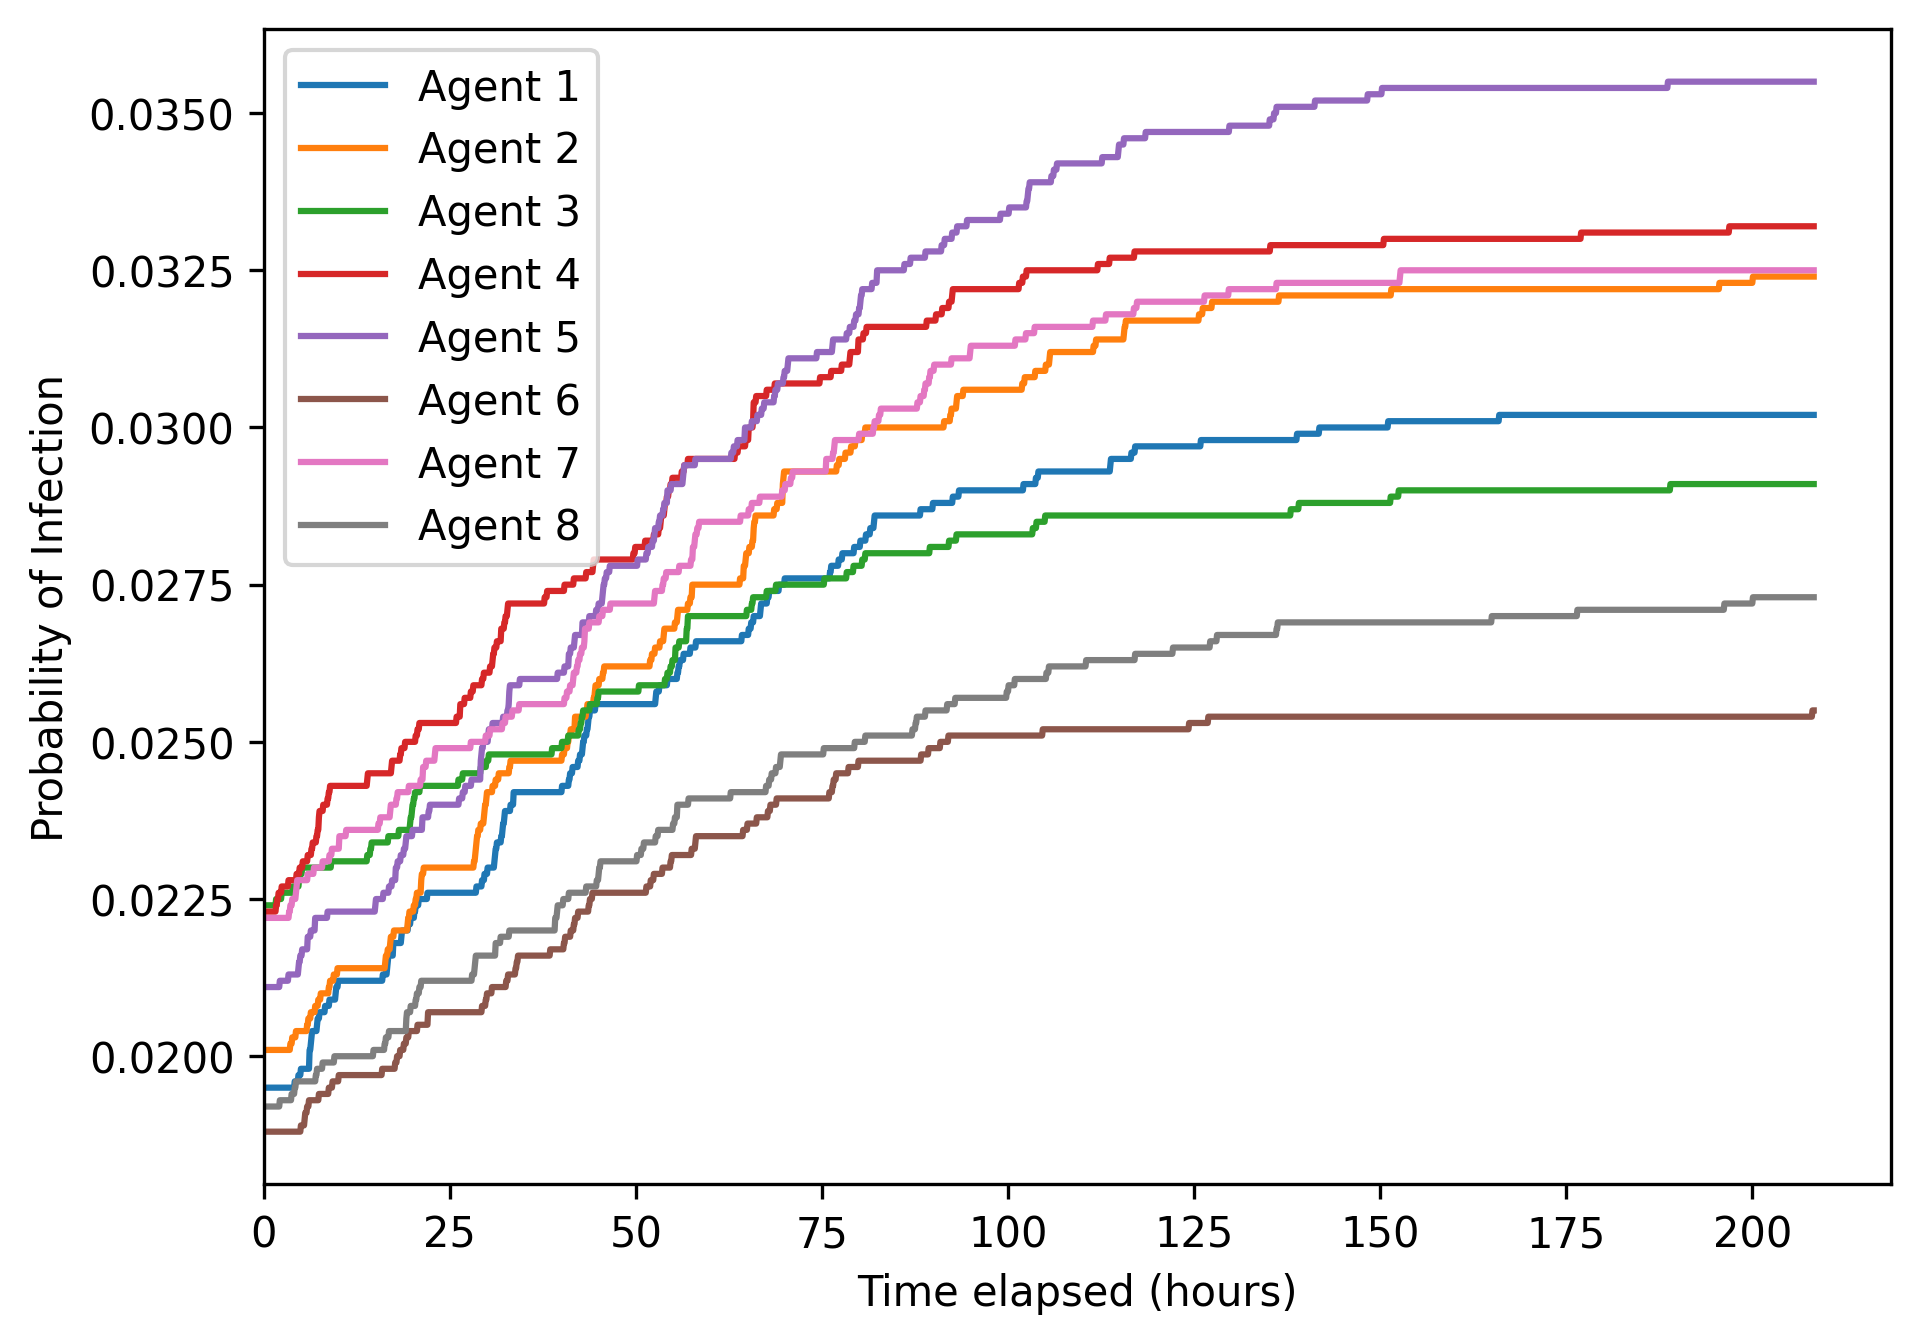 Agent 1
Agent 2
Agent 3
Agent 4
Agent 5
Agent 6
Agent 7
Agent 8
Probability of Infection
0.0350
0.0325
0.0300
0.0275
0.0250
0.0225
0.0200
0 25 50 75 100 125 150 175 200
Time elapsed (hours)